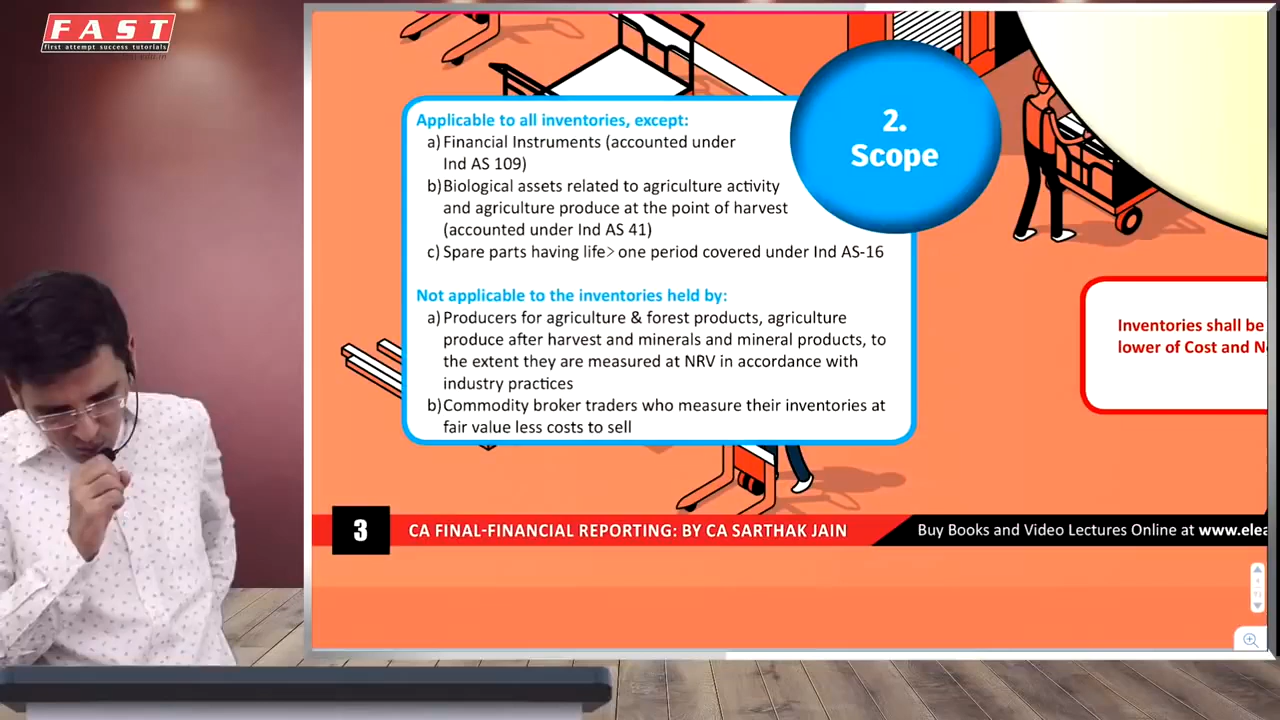 FAST
first attempt success tutorials
2.
Scope
Applicable to all inventories, except:
a) Financial Instruments (accounted under
Ind AS 109)
b) Biological assets related to agriculture activity
and agriculture produce at the point of harvest
(accounted under Ind AS 41)
c) Spare parts having life> one period covered under Ind AS-16
Not applicable to the inventories held by:
a) Producers for agriculture & forest products, agriculture
produce after harvest and minerals and mineral products, to
the extent they are measured at NRV in accordance with
industry practices
b) Commodity broker traders who measure their inventories at
fair value less costs to sell
Inventories shall be
lower of Cost and N
3
CA FINAL-FINANCIAL REPORTING: BY CA SARTHAK JAIN
Buy Books and Video Lectures Online at www.elea